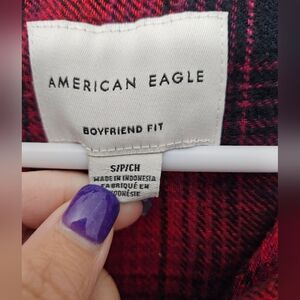 AMERICAN EAGLE
BOYFRIEND FIT
S/P/CH
MADE IN INDONESIA
FABRIQUÉ EN
INDONÉSIE